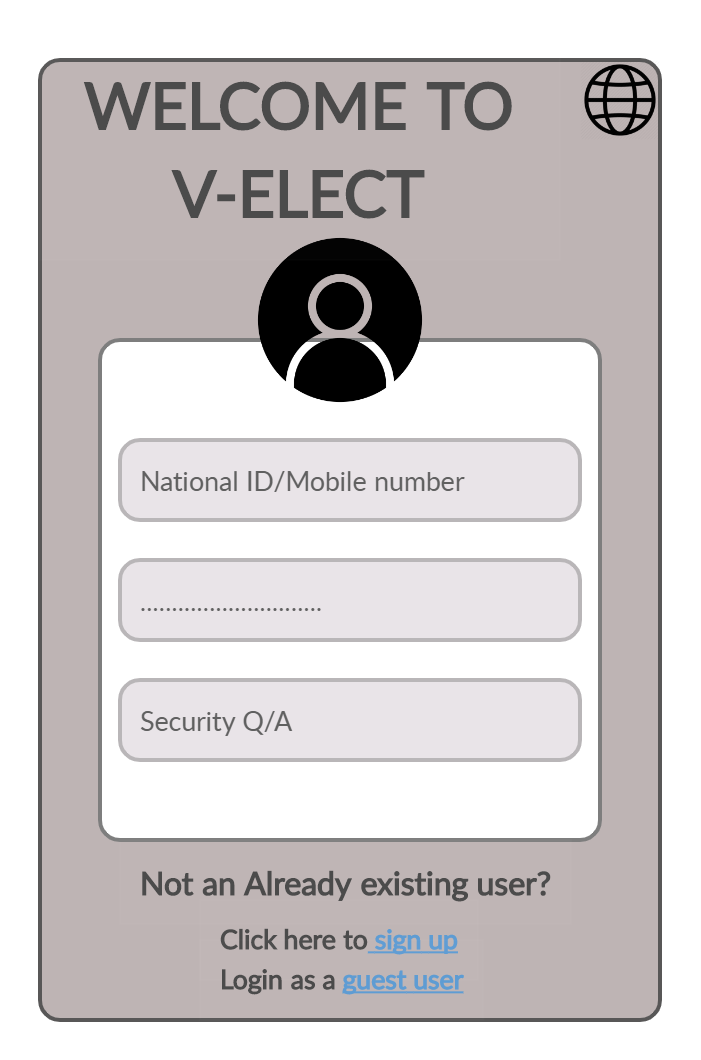 WELCOME TO
V-ELECT
National ID/Mobile number
.............................
Security Q/A
Not an Already existing user?
Click here to sign up
Login as a guest user